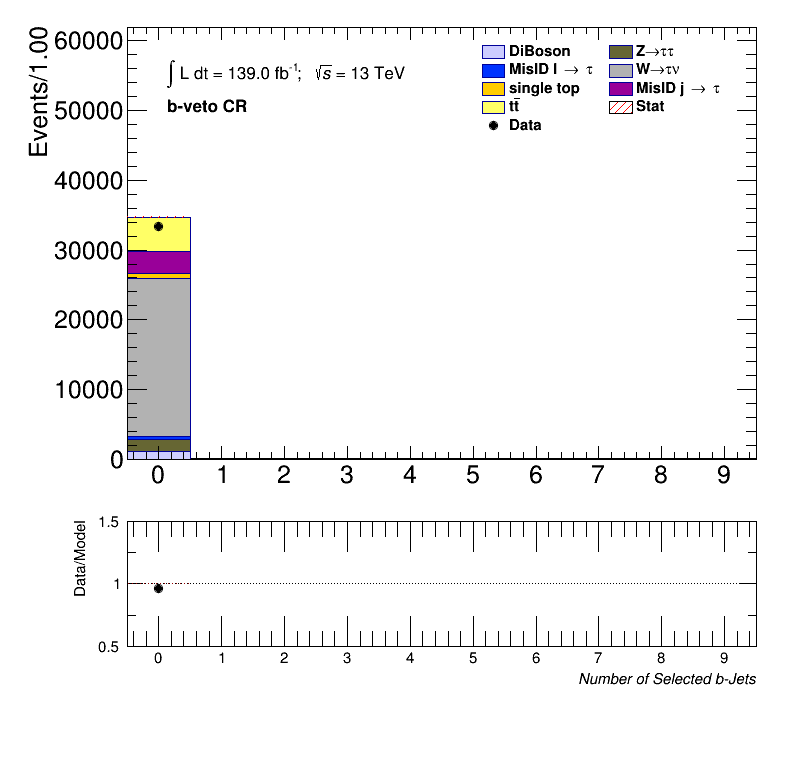 Events/1.00
60000
50000
40000
30000
20000
10000
0
∫ L dt = 139.0 fb⁻¹; √s = 13 TeV
b-veto CR
DiBoson
Z→ττ
MisID l → τ
W→τν
single top
MisID j → τ
tt̄
Stat
Data
0 1 2 3 4 5 6 7 8 9
Data/Model
1.5
1
0.5
0 1 2 3 4 5 6 7 8 9
Number of Selected b-Jets